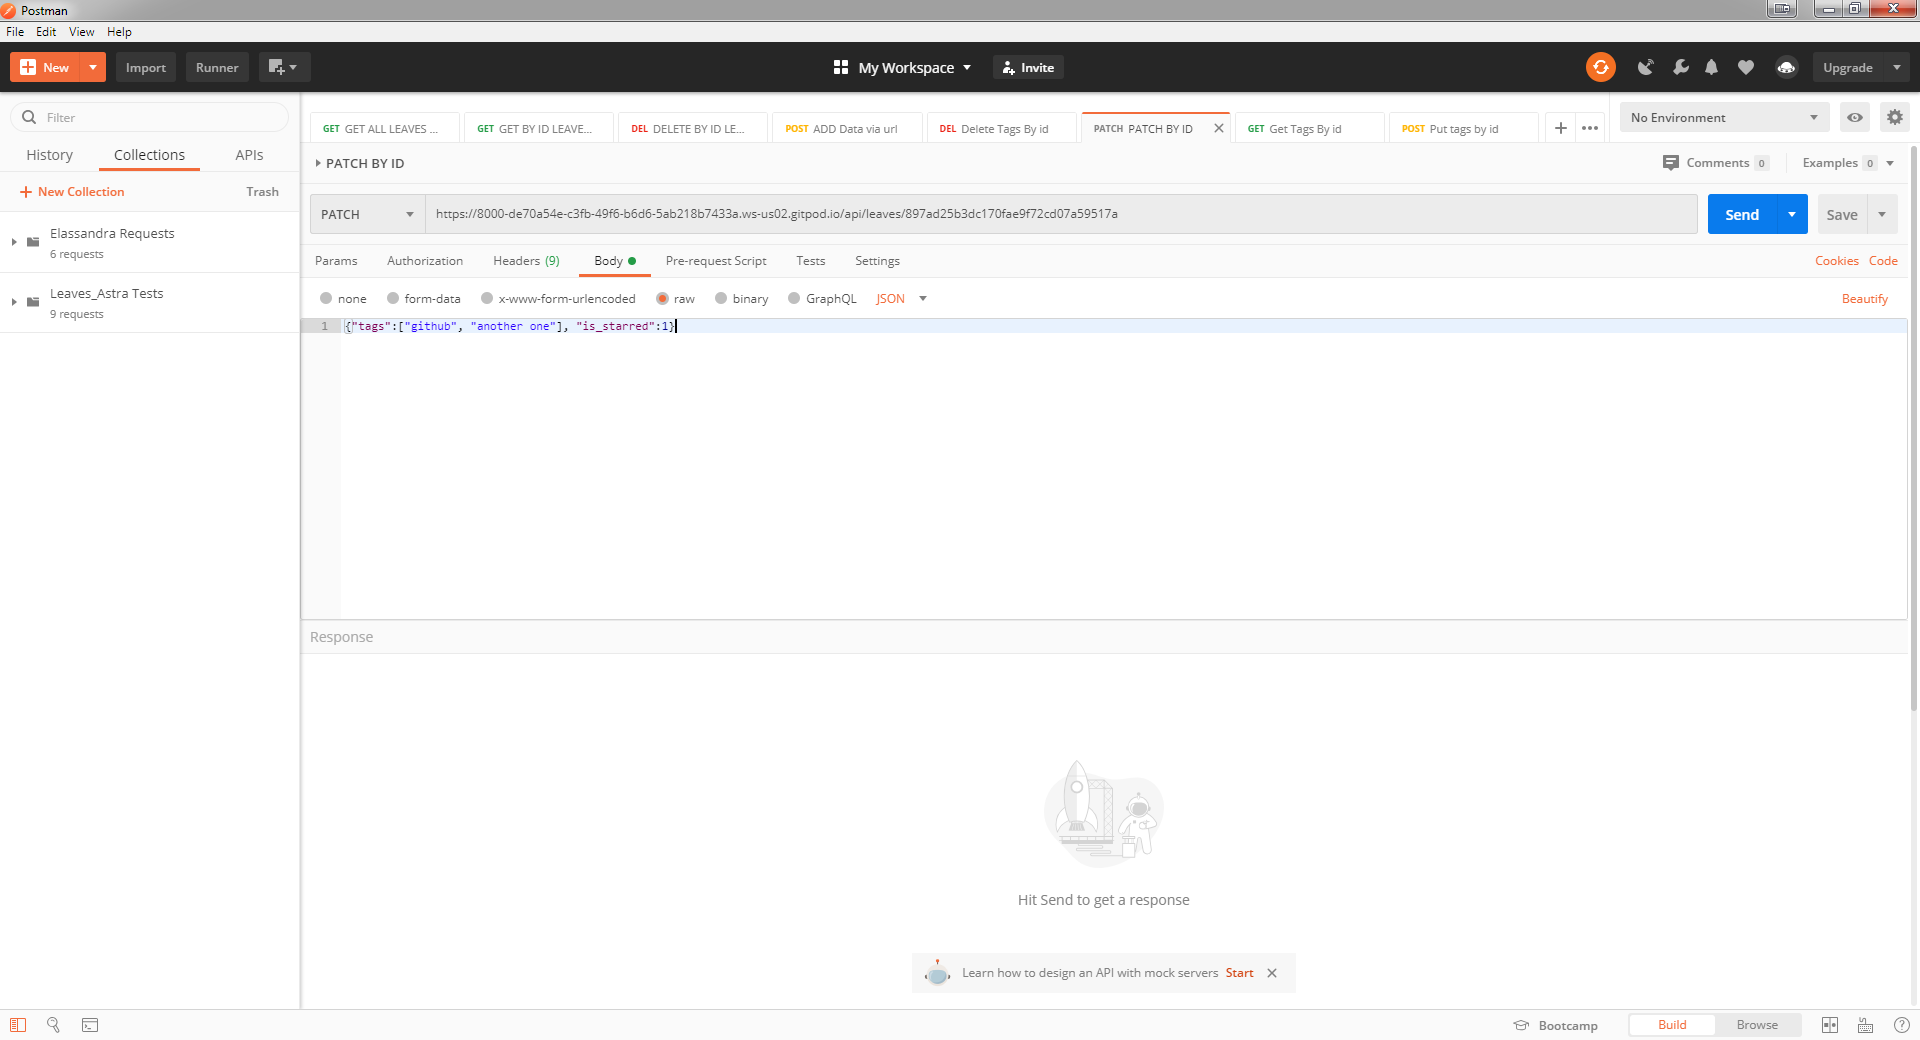 Postman
File Edit View Help
New Import Runner My Workspace Invite Upgrade
Filter
History Collections APIs
New Collection Trash
Elassandra Requests
6 requests
Leaves_Astra Tests
9 requests
GET GET ALL LEAVES ... GET GET BY ID LEAVE... DEL DELETE BY ID LE... POST ADD Data via url DEL Delete Tags By id PATCH PATCH BY ID GET Get Tags By id POST Put tags by id No Environment
PATCH BY ID Comments 0 Examples 0
PATCH https://8000-de70a54e-c3fb-49f6-b6d6-5ab218b7433a.ws-us02.gitpod.io/api/leaves/897ad25b3dc170fae9f72cd07a59517a Send Save
Params Authorization Headers (9) Body Pre-request Script Tests Settings Cookies Code
none form-data x-www-form-urlencoded raw binary GraphQL JSON Beautify
1 {"tags":["github", "another one"], "is_starred":1}
Response
Hit Send to get a response
Learn how to design an API with mock servers Start
Bootcamp Build Browse